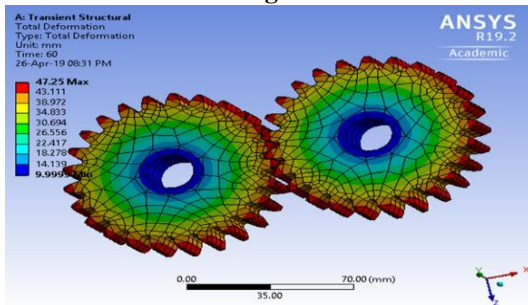 A: Transient Structural
Total Deformation
Type: Total Deformation
Unit: mm
Time: 60
26-Apr-19 08:31 PM
47.25 Max
43.111
38.972
34.833
30.694
26.556
22.417
18.278
14.139
ANSYS
R19.2
Academic
0.00
70.00 (mm)
35.00
Y
X
Z